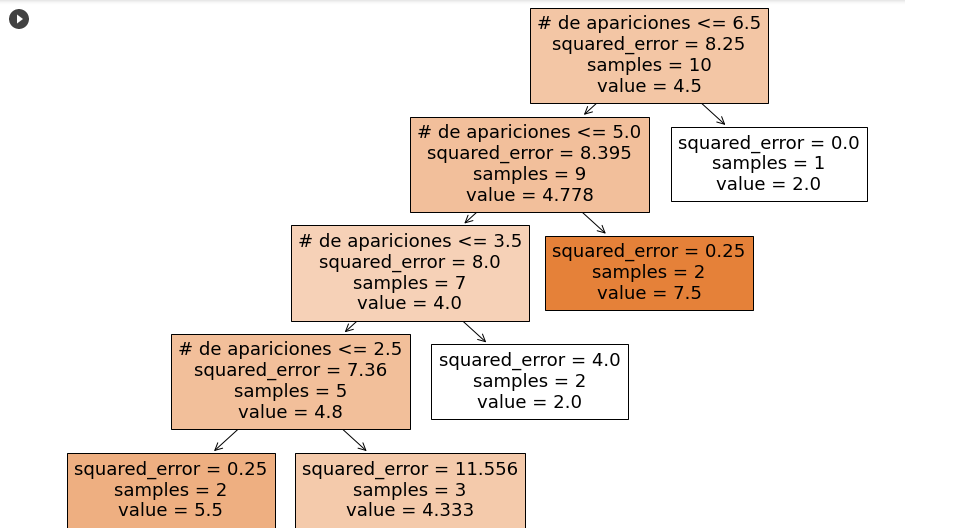 # de apariciones <= 6.5
squared_error = 8.25
samples = 10
value = 4.5
# de apariciones <= 5.0
squared_error = 8.395
samples = 9
value = 4.778
squared_error = 0.0
samples = 1
value = 2.0
# de apariciones <= 3.5
squared_error = 8.0
samples = 7
value = 4.0
squared_error = 0.25
samples = 2
value = 7.5
# de apariciones <= 2.5
squared_error = 7.36
samples = 5
value = 4.8
squared_error = 4.0
samples = 2
value = 2.0
squared_error = 0.25
samples = 2
value = 5.5
squared_error = 11.556
samples = 3
value = 4.333